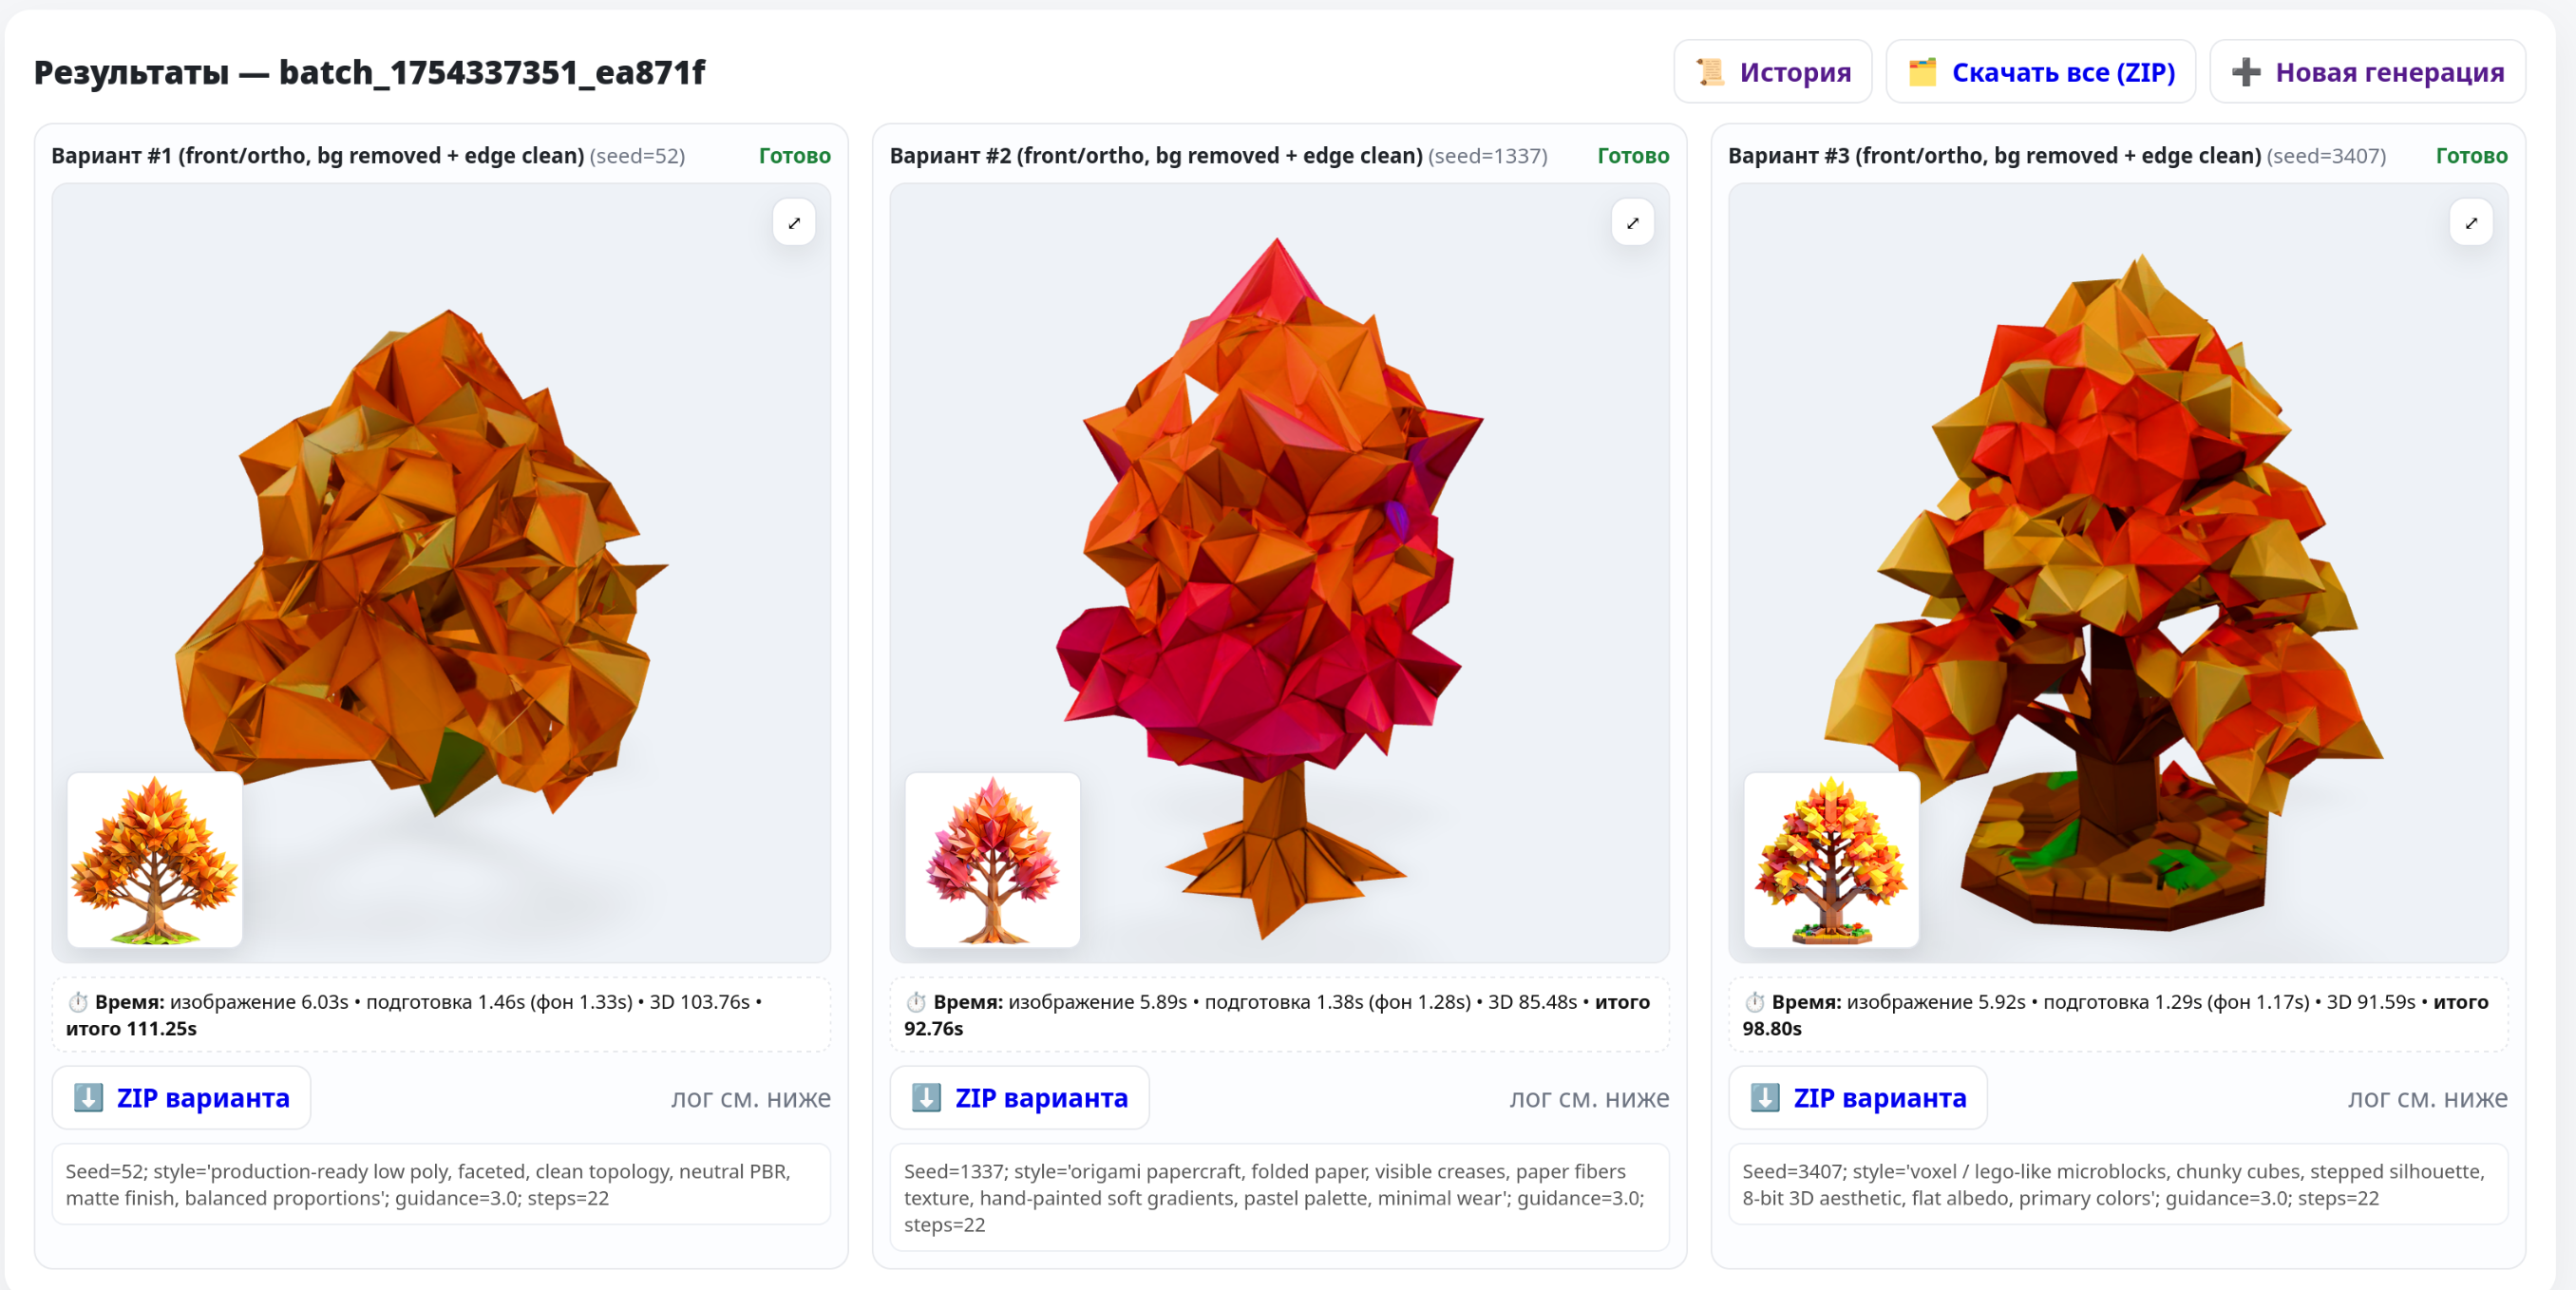 Результаты — batch_1754337351_ea871f
📜 История
🗂️ Скачать все (ZIP)
➕ Новая генерация
Вариант #1 (front/ortho, bg removed + edge clean) (seed=52)
Готово
⏱️ Время: изображение 6.03s • подготовка 1.46s (фон 1.33s) • 3D 103.76s •
итого 111.25s
⬇️ ZIP варианта
лог см. ниже
Seed=52; style='production-ready low poly, faceted, clean topology, neutral PBR,
matte finish, balanced proportions'; guidance=3.0; steps=22
Вариант #2 (front/ortho, bg removed + edge clean) (seed=1337)
Готово
⏱️ Время: изображение 5.89s • подготовка 1.38s (фон 1.28s) • 3D 85.48s • итого
92.76s
⬇️ ZIP варианта
лог см. ниже
Seed=1337; style='origami papercraft, folded paper, visible creases, paper fibers
texture, hand-painted soft gradients, pastel palette, minimal wear'; guidance=3.0;
steps=22
Вариант #3 (front/ortho, bg removed + edge clean) (seed=3407)
Готово
⏱️ Время: изображение 5.92s • подготовка 1.29s (фон 1.17s) • 3D 91.59s • итого
98.80s
⬇️ ZIP варианта
лог см. ниже
Seed=3407; style='voxel / lego-like microblocks, chunky cubes, stepped silhouette,
8-bit 3D aesthetic, flat albedo, primary colors'; guidance=3.0; steps=22